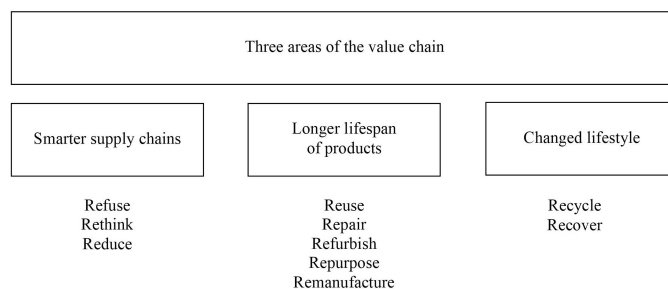 Three areas of the value chain
Smarter supply chains
Longer lifespan
of products
Changed lifestyle
Refuse
Rethink
Reduce
Reuse
Repair
Refurbish
Repurpose
Remanufacture
Recycle
Recover